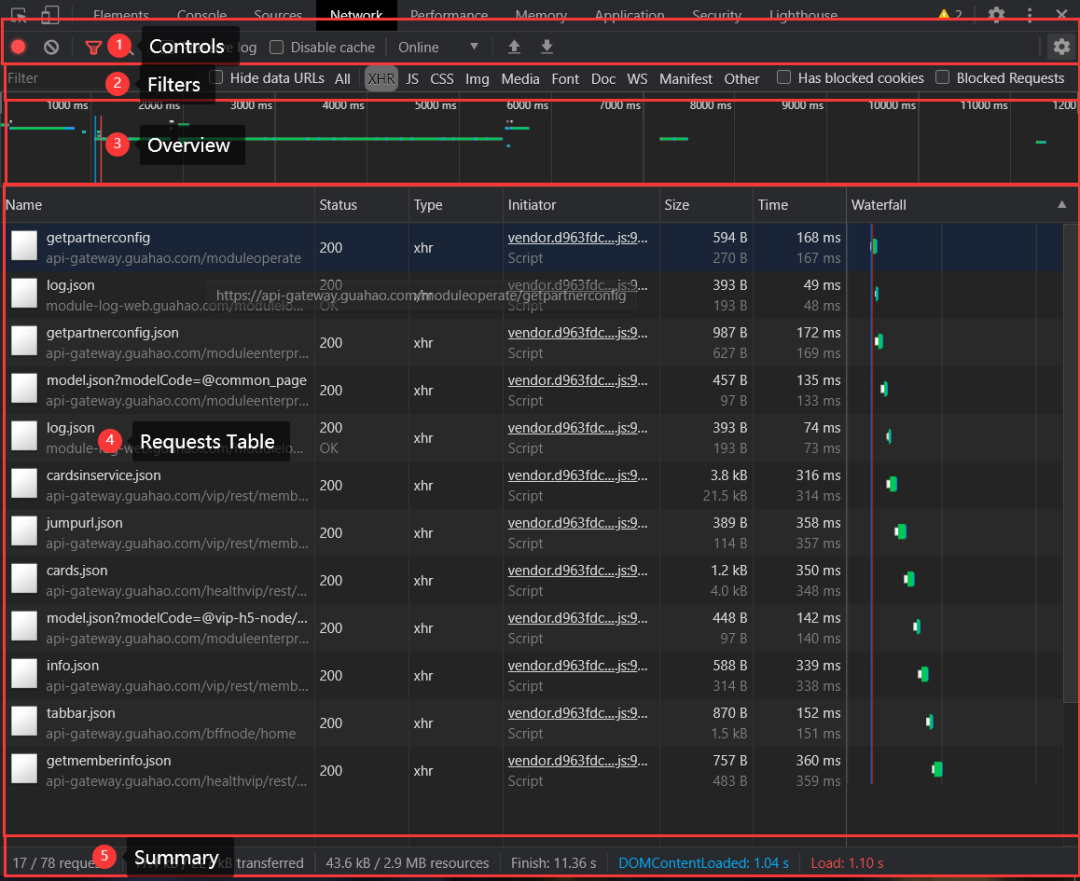 Elements Console Sources Network Performance Memory Application Security Lighthouse 2
1 Controls log Disable cache Online
Filter 2 Filters Hide data URLs All XHR JS CSS Img Media Font Doc WS Manifest Other Has blocked cookies Blocked Requests
1000 ms 2000 ms 3000 ms 4000 ms 5000 ms 6000 ms 7000 ms 8000 ms 9000 ms 10000 ms 11000 ms 1200
3 Overview
Name Status Type Initiator Size Time Waterfall
getpartnerconfig 200 xhr vendor.d963fdc....js:9... 594 B 168 ms
api-gateway.guahao.com/moduleoperate Script 270 B 167 ms
log.json 200 vendor.d963fdc....js:9... 393 B 49 ms
https://api-gateway.guahao.com/moduleoperate/getpartnerconfig
module-log-web.guahao.com/modulelo... OK Script 193 B 48 ms
getpartnerconfig.json 200 xhr vendor.d963fdc....js:9... 987 B 172 ms
api-gateway.guahao.com/moduleenterpr... Script 627 B 169 ms
model.json?modelCode=@common_page 200 xhr vendor.d963fdc....js:9... 457 B 135 ms
api-gateway.guahao.com/moduleenterpr... Script 97 B 133 ms
log.json 200 xhr vendor.d963fdc....js:9... 393 B 74 ms
4 Requests Table
module-log-web.guahao.com/modulelo... OK Script 193 B 73 ms
cardsinservice.json 200 xhr vendor.d963fdc....js:9... 3.8 kB 316 ms
api-gateway.guahao.com/vip/rest/memb... Script 21.5 kB 314 ms
jumpurl.json 200 xhr vendor.d963fdc....js:9... 389 B 358 ms
api-gateway.guahao.com/vip/rest/memb... Script 114 B 357 ms
cards.json 200 xhr vendor.d963fdc....js:9... 1.2 kB 350 ms
api-gateway.guahao.com/healthvip/rest/... Script 4.0 kB 348 ms
model.json?modelCode=@vip-h5-node/... 200 xhr vendor.d963fdc....js:9... 448 B 142 ms
api-gateway.guahao.com/moduleenterpr... Script 97 B 140 ms
info.json 200 xhr vendor.d963fdc....js:9... 588 B 339 ms
api-gateway.guahao.com/vip/rest/memb... Script 314 B 338 ms
tabbar.json 200 xhr vendor.d963fdc....js:9... 870 B 152 ms
api-gateway.guahao.com/bffnode/home Script 1.5 kB 151 ms
getmemberinfo.json 200 xhr vendor.d963fdc....js:9... 757 B 360 ms
api-gateway.guahao.com/healthvip/rest/... Script 483 B 359 ms
17 / 78 5 Summary transferred 43.6 kB / 2.9 MB resources Finish: 11.36 s DOMContentLoaded: 1.04 s Load: 1.10 s